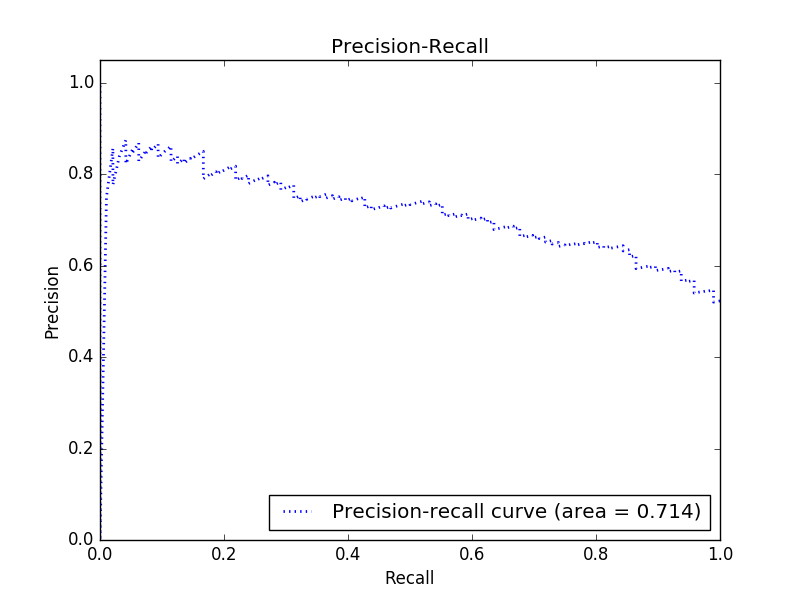 Precision-Recall
1.0
0.8
0.6
0.4
0.2
0.0
Precision
0.0 0.2 0.4 0.6 0.8 1.0
Recall
Precision-recall curve (area = 0.714)